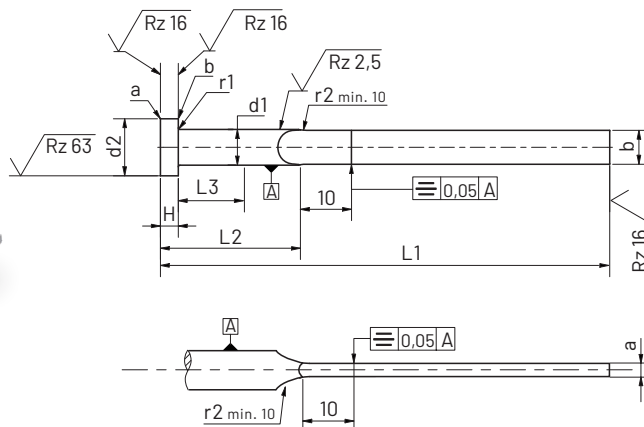 Rz 16
Rz 16
b
Rz 2,5
a
r1
d1
r2 min. 10
Rz 63
d2
b
A
L3
10
0,05 A
H
L2
L1
Rz 16
A
0,05 A
a
r2 min. 10
10